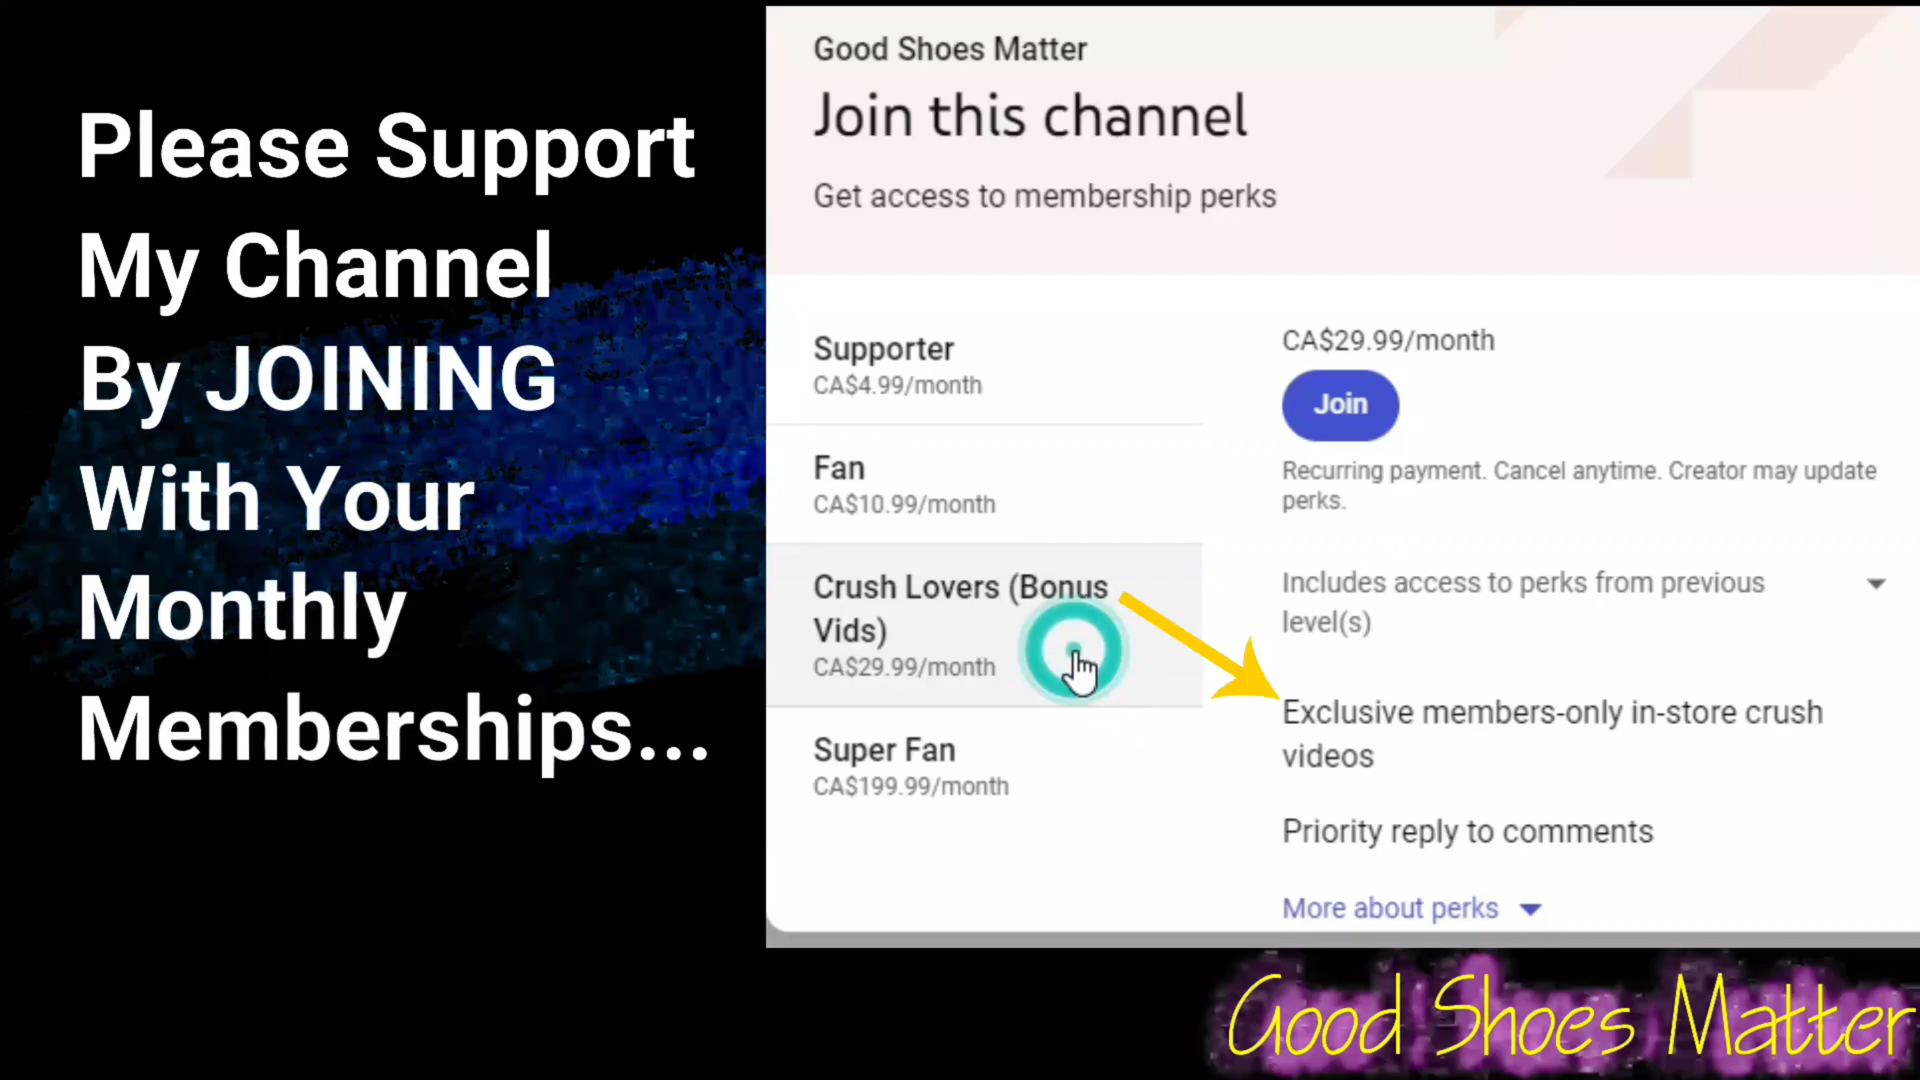 Please Support
My Channel
By JOINING
With Your
Monthly
Memberships...
Good Shoes Matter
Join this channel
Get access to membership perks
Supporter
CA$4.99/month
Fan
CA$10.99/month
Crush Lovers (Bonus
Vids)
CA$29.99/month
Super Fan
CA$199.99/month
CA$29.99/month
Join
Recurring payment. Cancel anytime. Creator may update
perks.
Includes access to perks from previous
level(s)
Exclusive members-only in-store crush
videos
Priority reply to comments
More about perks
Good Shoes Matter